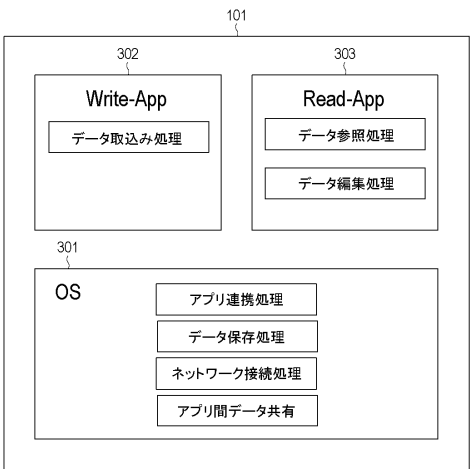 101
302
Write-App
データ取込み処理
303
Read-App
データ参照処理
データ編集処理
301
OS
アプリ連携処理
データ保存処理
ネットワーク接続処理
アプリ間データ共有